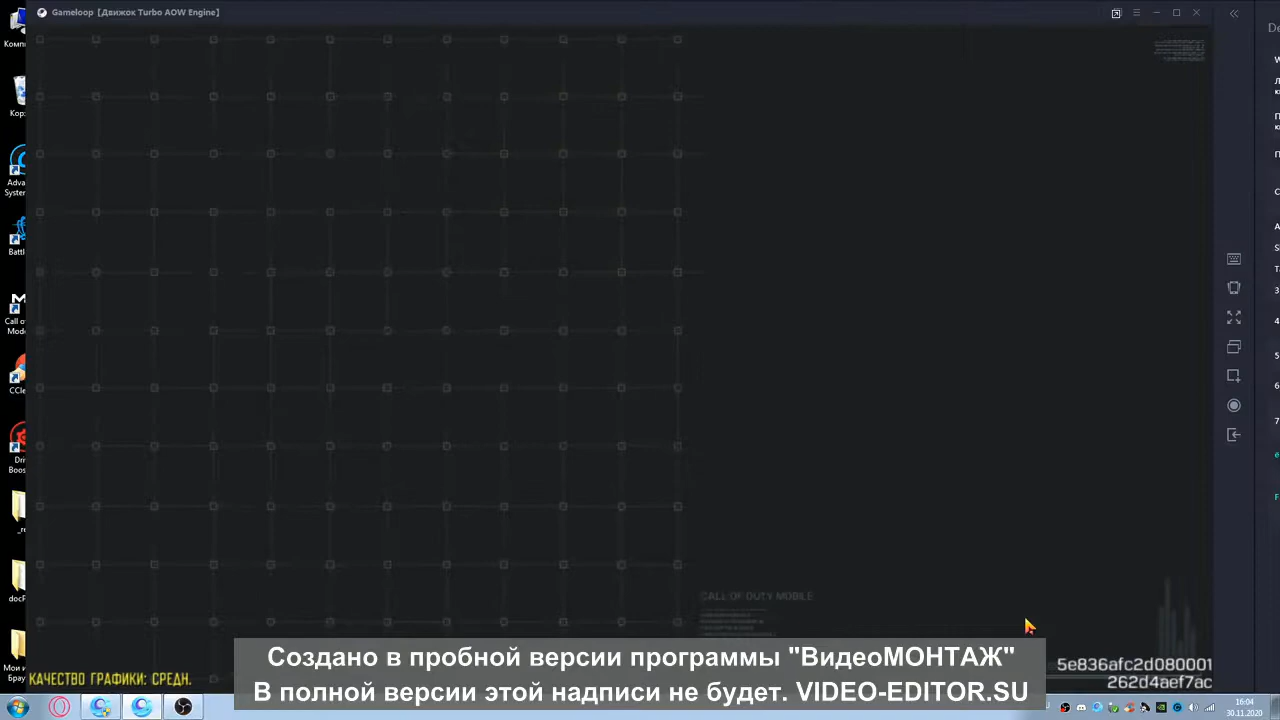 Gameloop [Движок Turbo AOW Engine]
CALL OF DUTY MOBILE
Создано в пробной версии программы "ВидеоМОНТАЖ"
В полной версии этой надписи не будет. VIDEO-EDITOR.SU
5e836afc2d080001
262d4aef7ac
КАЧЕСТВО ГРАФИКИ: СРЕДН.
16:04
30.11.2020